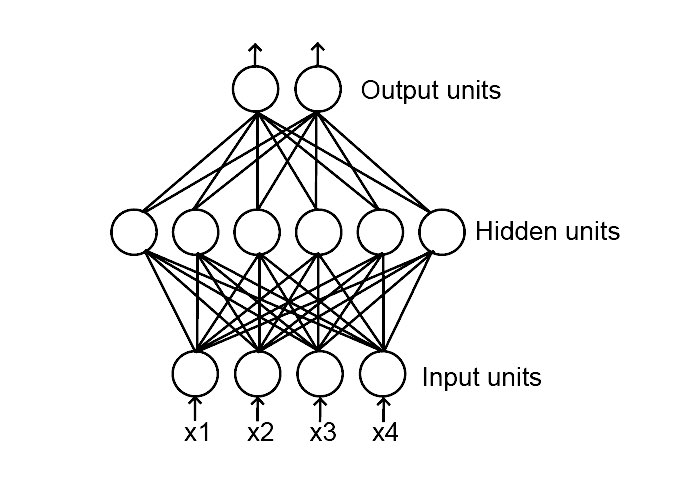 Output units
Hidden units
Input units
x1 x2 x3 x4